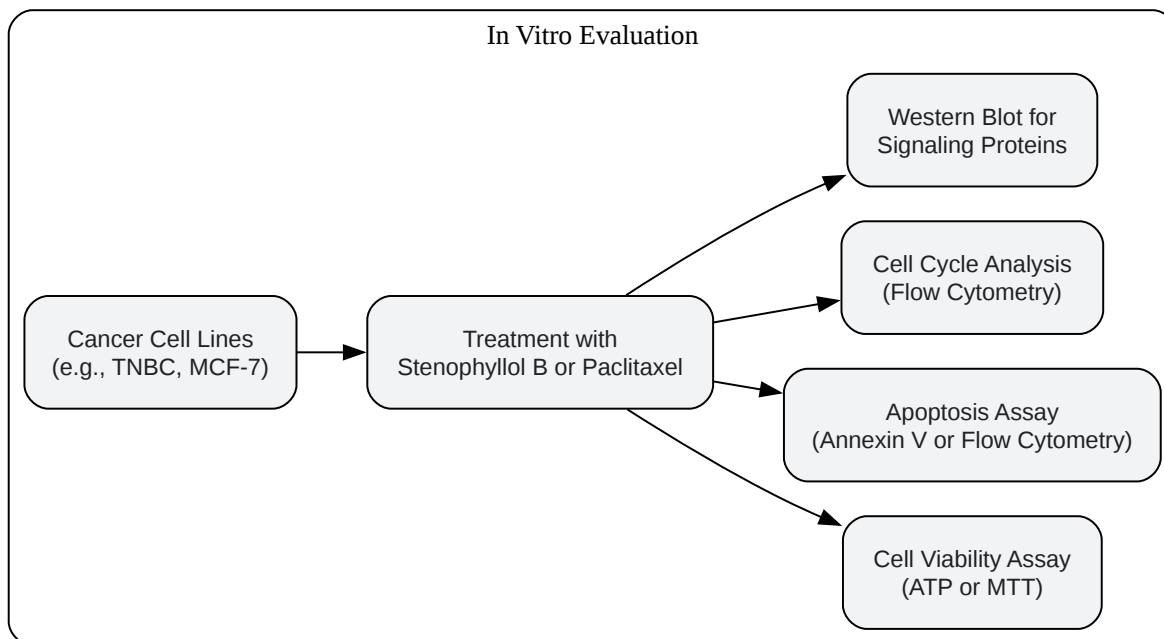 In Vitro Evaluation
Western Blot for
Signaling Proteins
Cell Cycle Analysis
(Flow Cytometry)
Cancer Cell Lines
(e.g., TNBC, MCF-7)
Treatment with
Stenophyllol B or Paclitaxel
Apoptosis Assay
(Annexin V or Flow Cytometry)
Cell Viability Assay
(ATP or MTT)